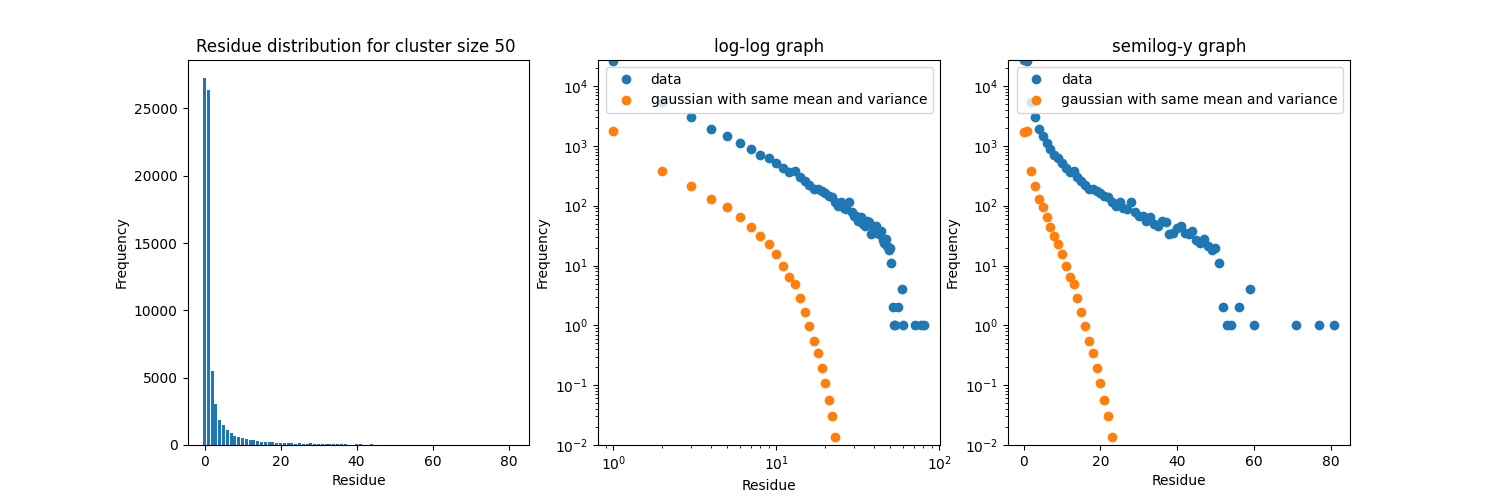 Residue distribution for cluster size 50
25000
20000
15000
10000
5000
0
Frequency
0 20 40 60 80
Residue
log-log graph
data
gaussian with same mean and variance
10⁴
10³
10²
10¹
10⁰
10⁻¹
10⁻²
Frequency
10⁰ 10¹ 10²
Residue
semilog-y graph
data
gaussian with same mean and variance
10⁴
10³
10²
10¹
10⁰
10⁻¹
10⁻²
Frequency
0 20 40 60 80
Residue